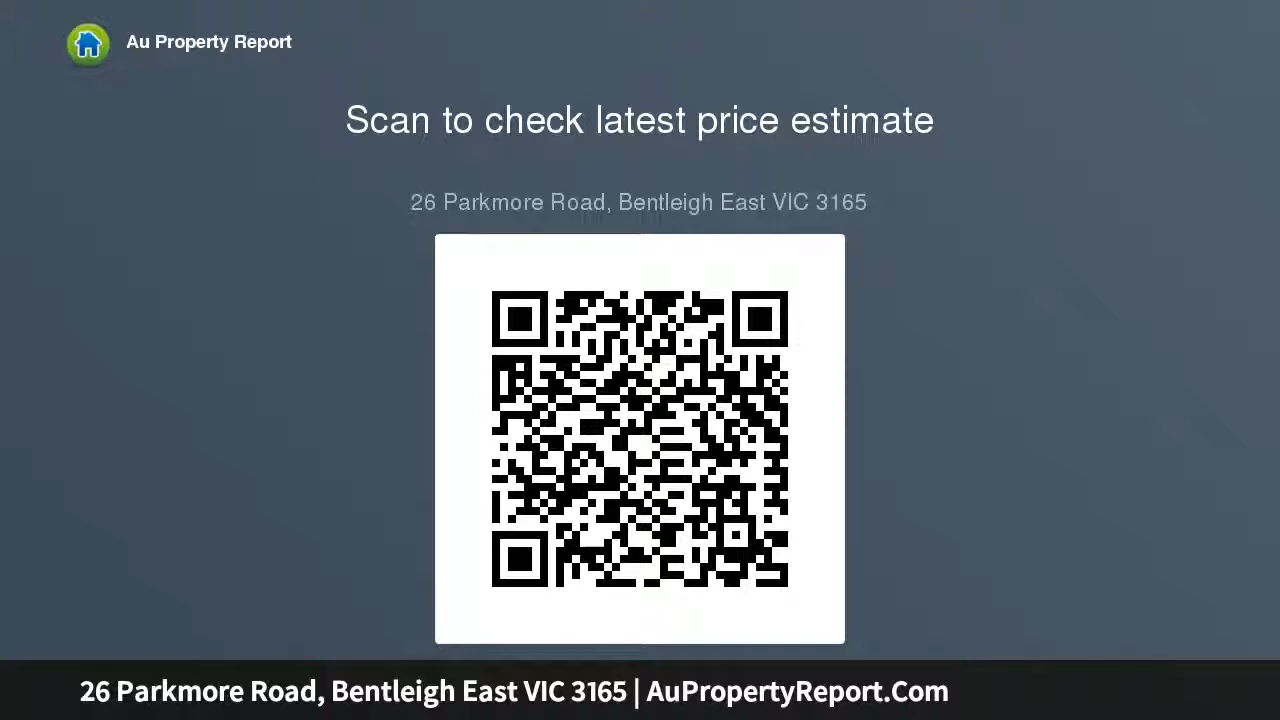 Au Property Report
Scan to check latest price estimate
26 Parkmore Road, Bentleigh East VIC 3165
26 Parkmore Road, Bentleigh East VIC 3165 | AuPropertyReport.Com